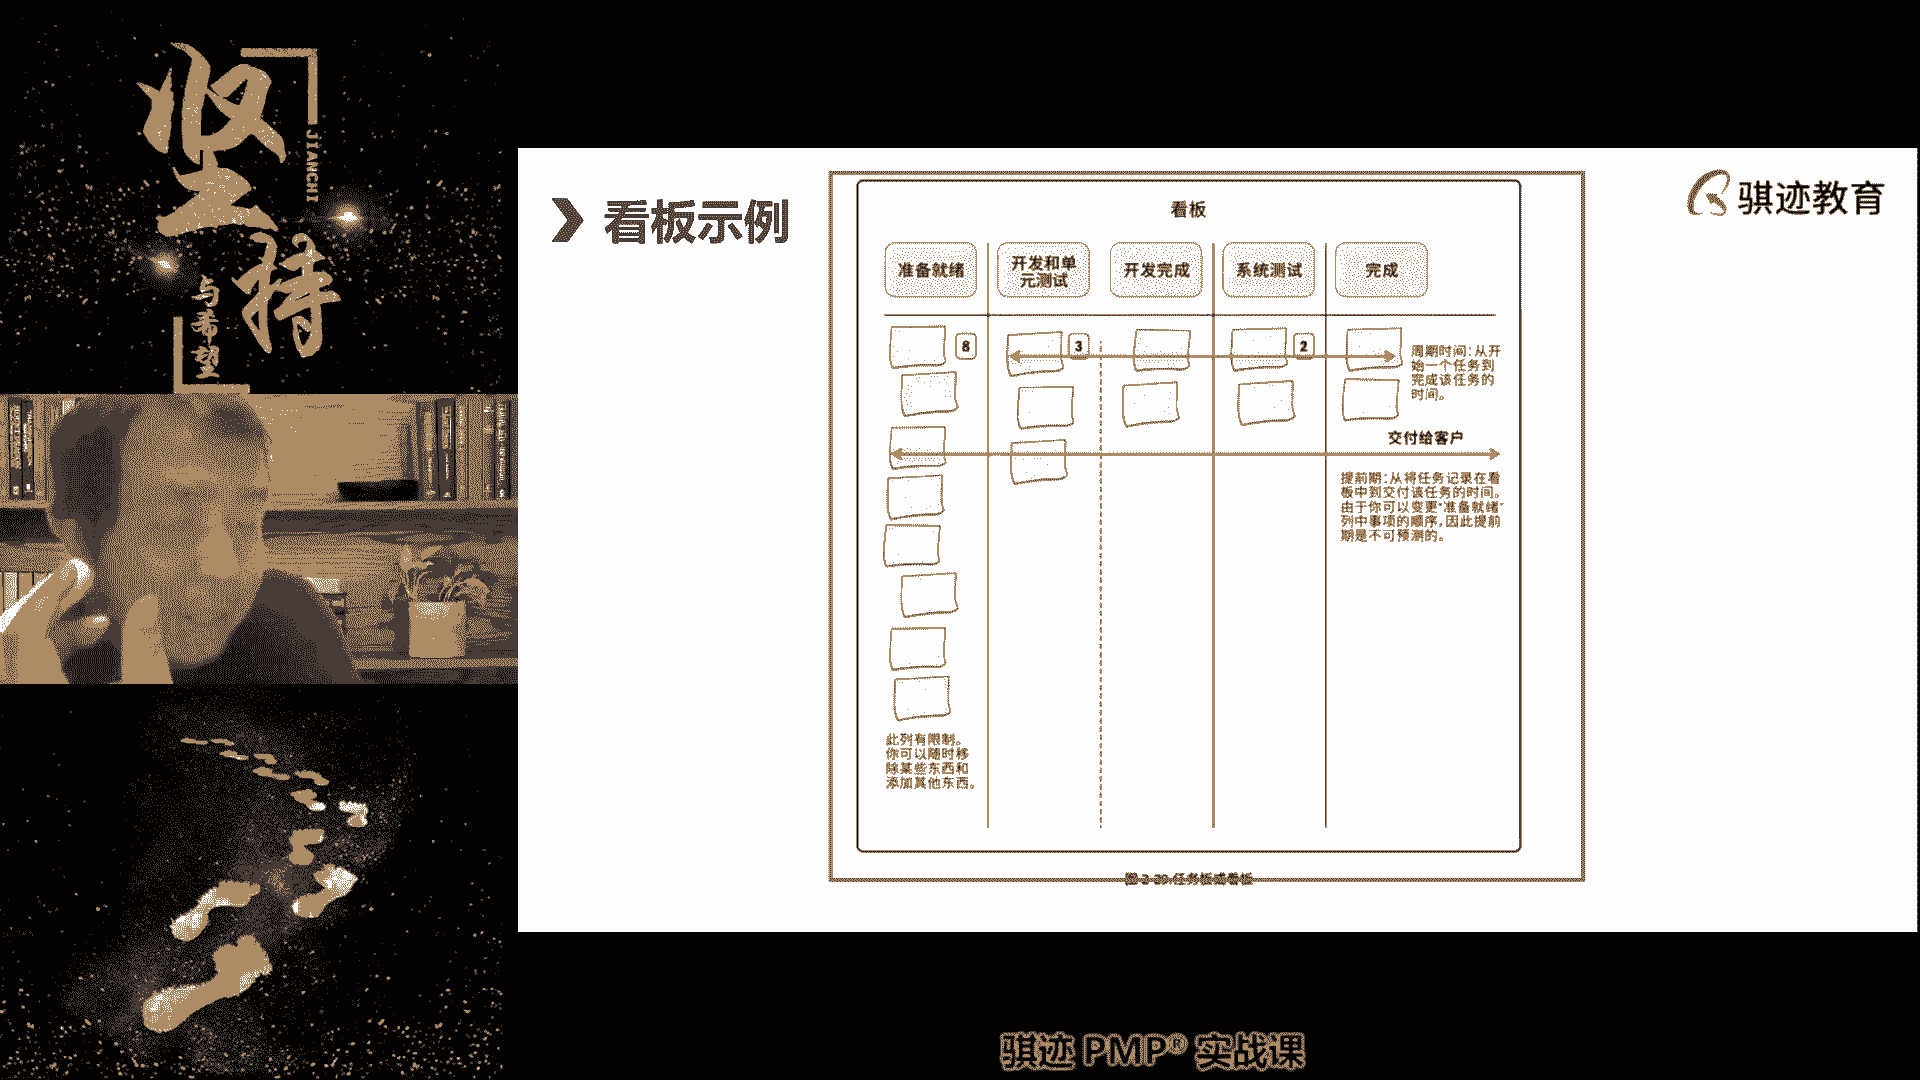 坚持
JIANCHI
与希望
看板示例
骐迹教育
看板
准备就绪
开发和单
元测试
开发完成
系统测试
完成
8
3
2
周期时间：从开
始一个任务到
完成该任务的
时间。
交付给客户
提前期：从将任务记录在看
板中到交付该任务的时间。
由于你可以变更“准备就绪”
列中事项的顺序，因此提前
期是不可预测的。
此列有限制。
你可以随时移
除某些东西和
添加其他东西。
任务板或看板
骐迹 PMP® 实战课